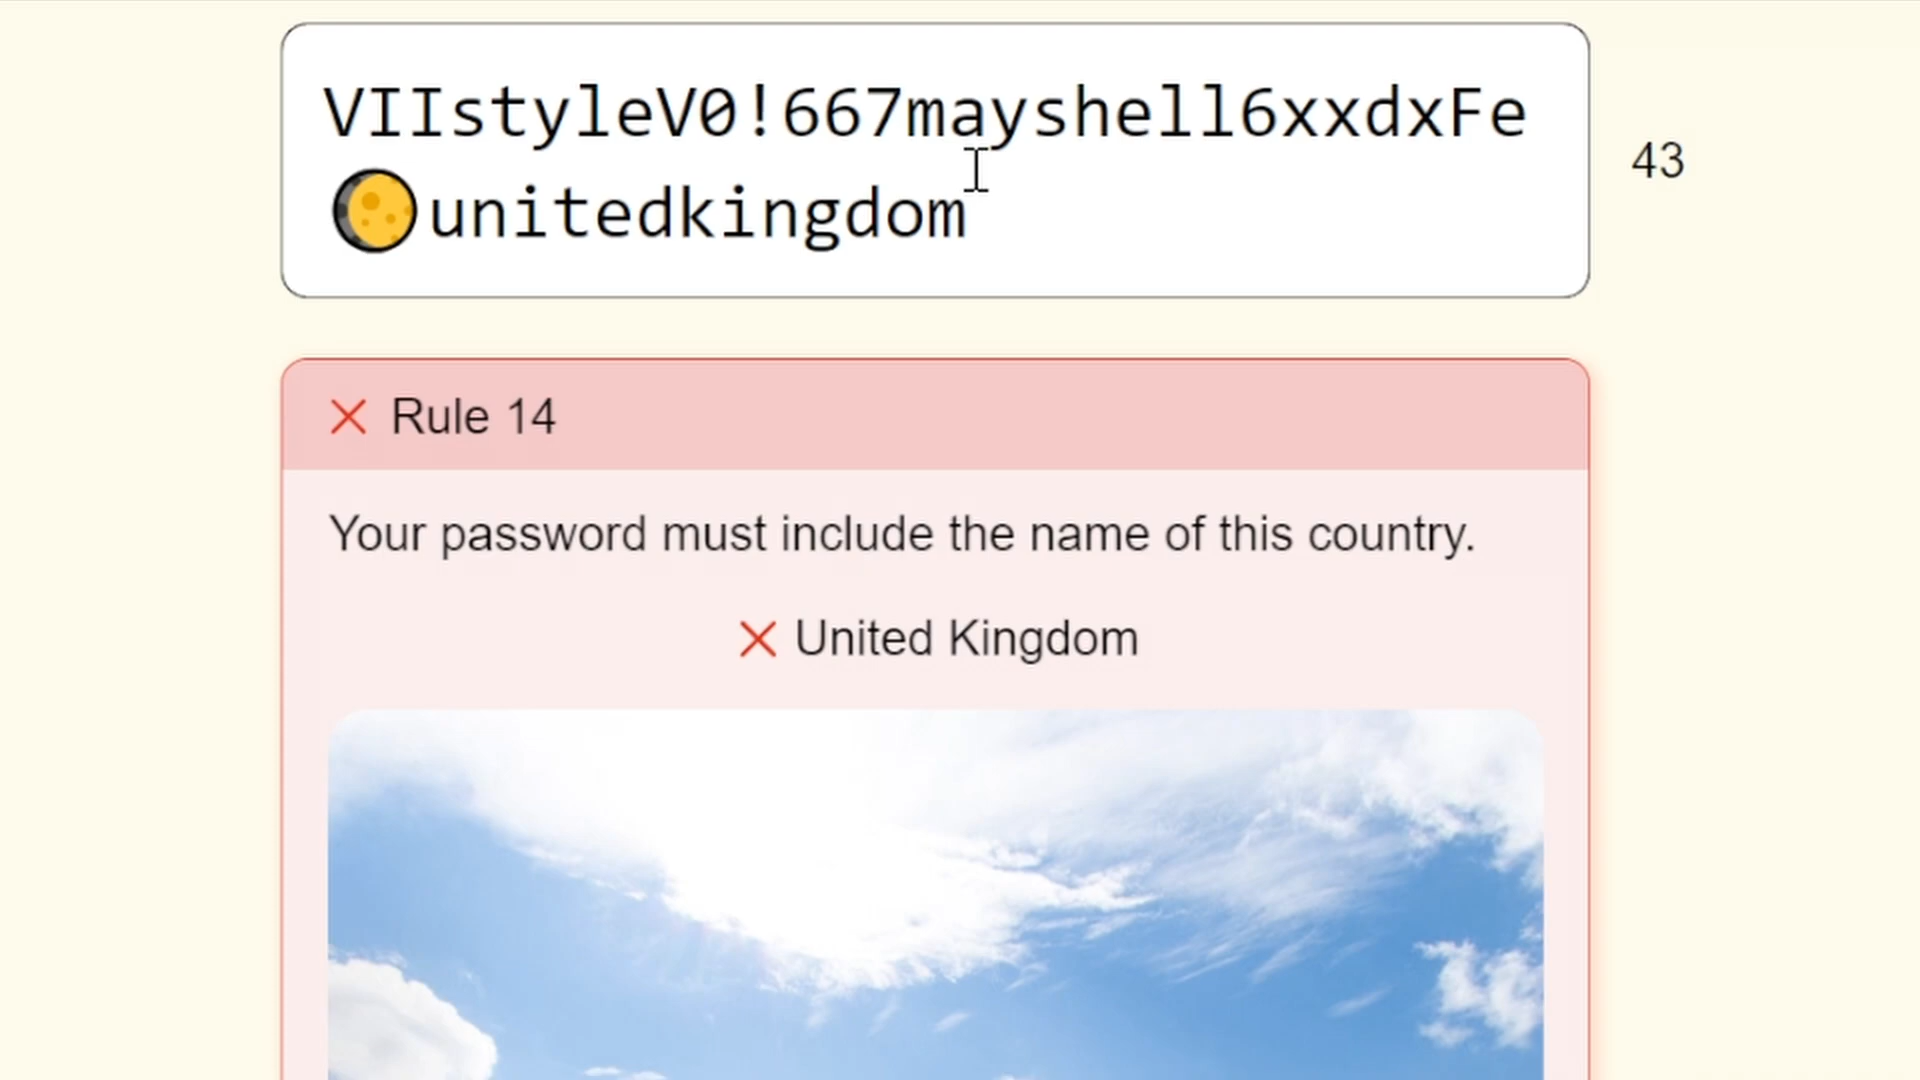 VIIstyleV0!667mayshell6xxdxFe
🌔unitedkingdom
43
Rule 14
Your password must include the name of this country.
United Kingdom